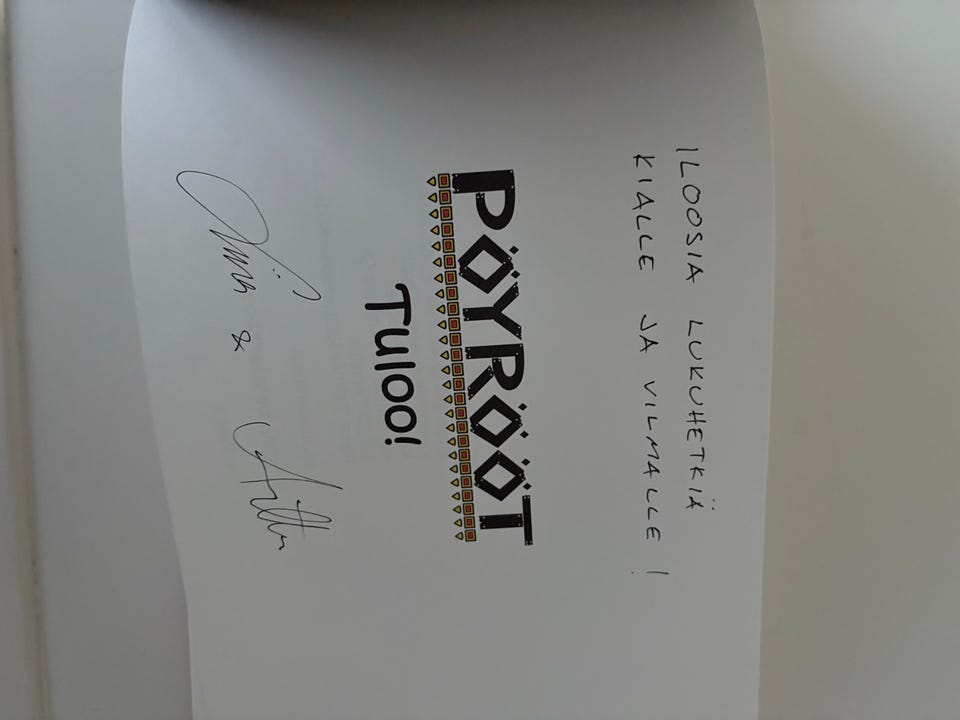 ILOOSIA LUKUHETKIÄ
KIALLE JA VILMALLE !
PÖYRÖÖT
Tuloo!
&